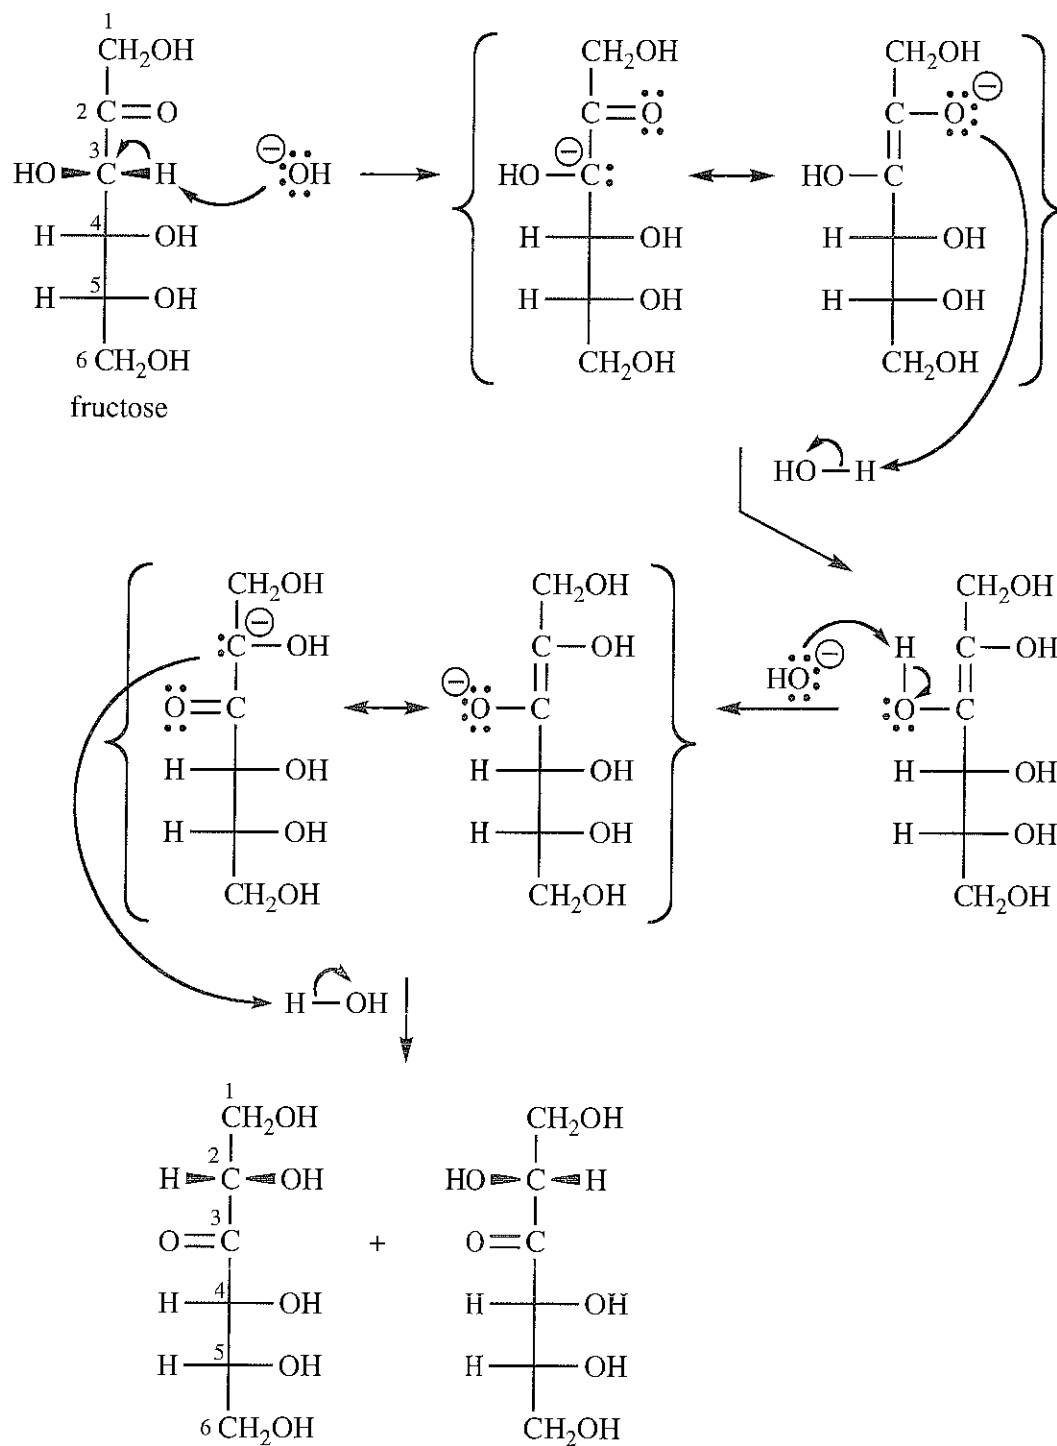 1
CH₂OH CH₂OH CH₂OH
2 C=O C=O C–O ⊖
3 ⊖ ⊖
HO C H OH HO–C: HO–C
4
H OH H OH H OH
5
H OH H OH H OH
6 CH₂OH CH₂OH CH₂OH
fructose
HO–H
CH₂OH CH₂OH CH₂OH
⊖ ⊖
:C–OH C–OH HO H C–OH
⊖
O=C O–C O–C
H OH H OH H OH
H OH H OH H OH
CH₂OH CH₂OH CH₂OH
H–OH
1
CH₂OH CH₂OH
2
H C OH HO C H
3
O=C + O=C
4
H OH H OH
5
H OH H OH
6 CH₂OH CH₂OH